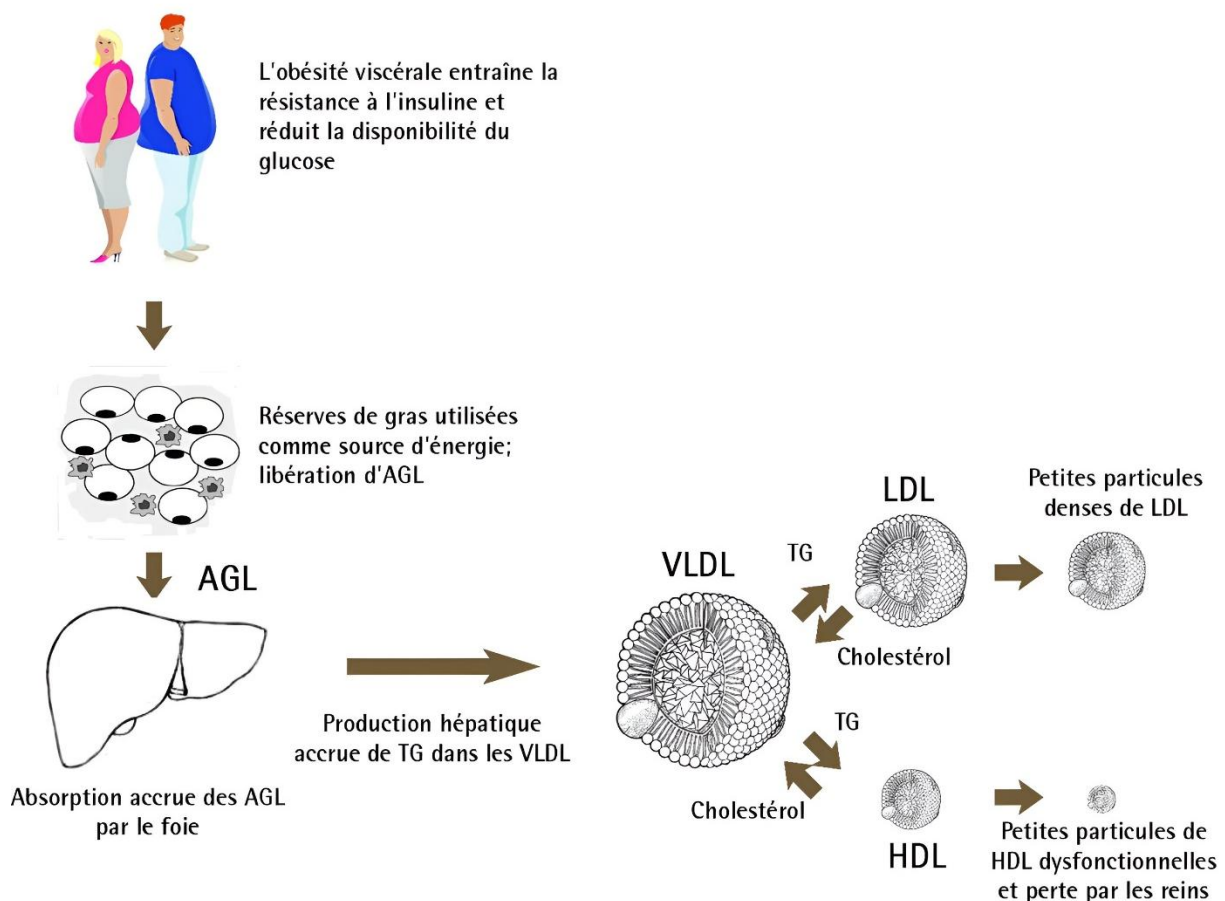 L'obésité viscérale entraîne la
résistance à l'insuline et
réduit la disponibilité du
glucose
Réserves de gras utilisées
comme source d'énergie;
libération d'AGL
AGL
Absorption accrue des AGL
par le foie
Production hépatique
accrue de TG dans les VLDL
VLDL
TG
Cholestérol
LDL
Petites particules
denses de LDL
TG
Cholestérol
HDL
Petites particules de
HDL dysfonctionnelles
et perte par les reins